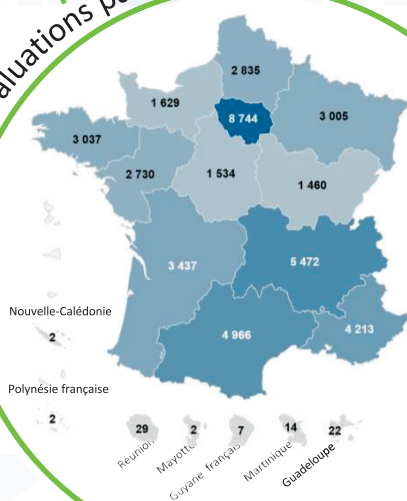 aluations pa
2 835
1 629
8 744
3 005
3 037
2 730
1 534
1 460
3 437
5 472
Nouvelle-Calédonie
2
4 966
4 213
Polynésie française
2
29
2
7
14
22
Réunion
Mayotte
Guyane français
Martinique
Guadeloupe